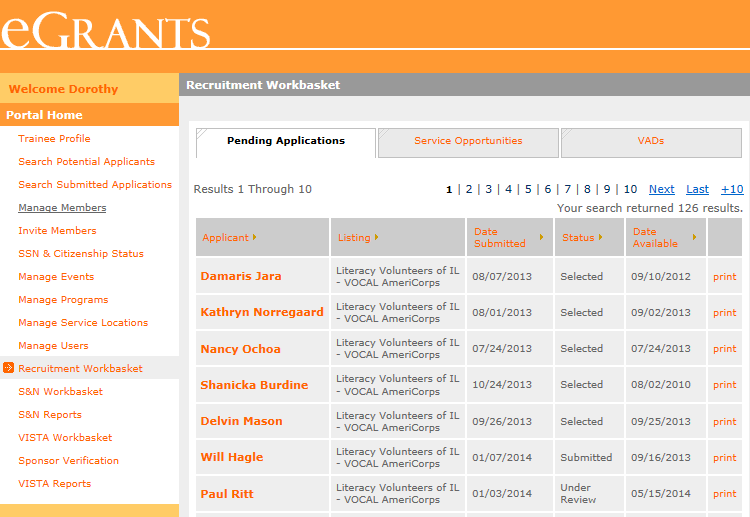 eGRANTS
Welcome Dorothy
Portal Home
Trainee Profile
Search Potential Applicants
Search Submitted Applications
Manage Members
Invite Members
SSN & Citizenship Status
Manage Events
Manage Programs
Manage Service Locations
Manage Users
Recruitment Workbasket
S&N Workbasket
S&N Reports
VISTA Workbasket
Sponsor Verification
VISTA Reports
Recruitment Workbasket
Pending Applications Service Opportunities VADs
Results 1 Through 10 1 | 2 | 3 | 4 | 5 | 6 | 7 | 8 | 9 | 10 Next Last +10
Your search returned 126 results.
Applicant Listing Date Submitted Status Date Available
Damaris Jara Literacy Volunteers of IL - VOCAL AmeriCorps 08/07/2013 Selected 09/10/2012 print
Kathryn Norregaard Literacy Volunteers of IL - VOCAL AmeriCorps 08/01/2013 Selected 09/02/2013 print
Nancy Ochoa Literacy Volunteers of IL - VOCAL AmeriCorps 07/24/2013 Selected 07/24/2013 print
Shanicka Burdine Literacy Volunteers of IL - VOCAL AmeriCorps 10/24/2013 Selected 08/02/2010 print
Delvin Mason Literacy Volunteers of IL - VOCAL AmeriCorps 09/26/2013 Selected 09/25/2013 print
Will Hagle Literacy Volunteers of IL - VOCAL AmeriCorps 01/07/2014 Submitted 09/16/2013 print
Paul Ritt Literacy Volunteers of IL - VOCAL AmeriCorps 01/03/2014 Under Review 05/15/2014 print